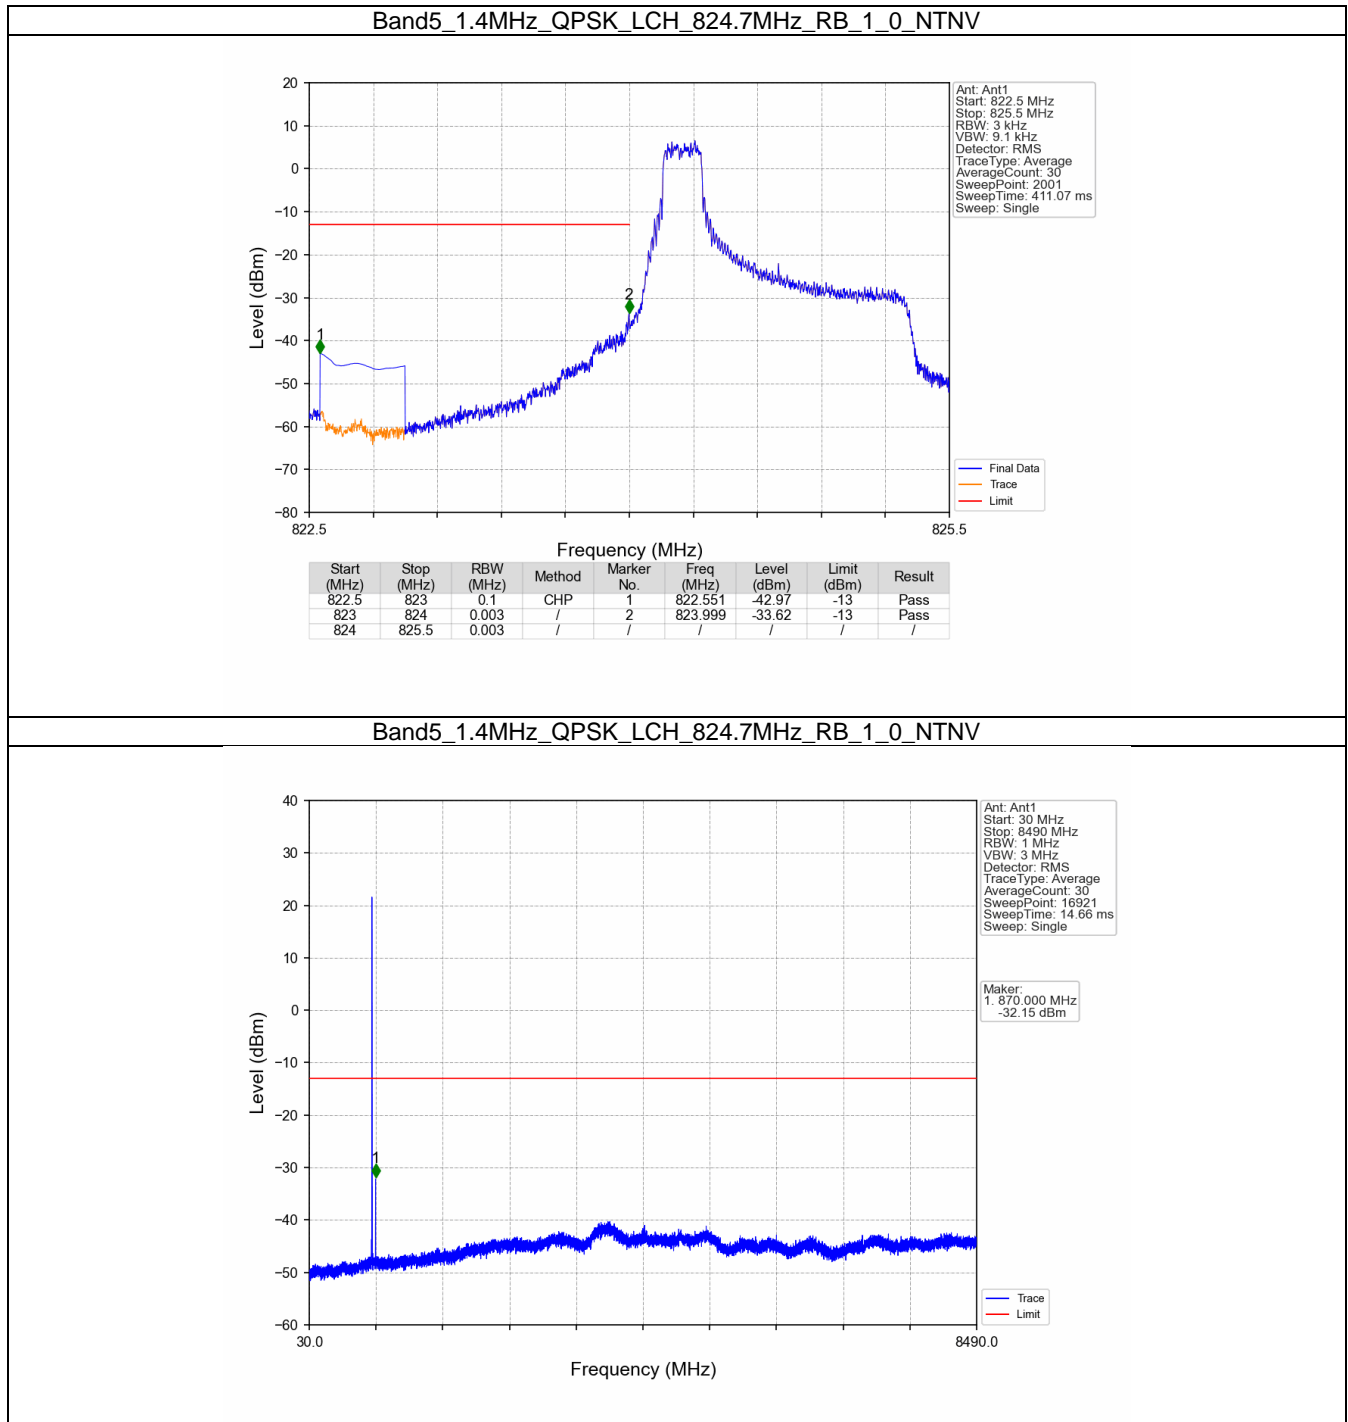 Band5_1.4MHz_QPSK_LCH_824.7MHz_RB_1_0_NTNV
20
10
0
−10
−20
−30
−40
−50
−60
−70
−80
Level (dBm)
1
2
822.5
825.5
Frequency (MHz)
Ant: Ant1
Start: 822.5 MHz
Stop: 825.5 MHz
RBW: 3 kHz
VBW: 9.1 kHz
Detector: RMS
TraceType: Average
AverageCount: 30
SweepPoint: 2001
SweepTime: 411.07 ms
Sweep: Single
Final Data
Trace
Limit
Start (MHz) Stop (MHz) RBW (MHz) Method Marker No. Freq (MHz) Level (dBm) Limit (dBm) Result
822.5 823 0.1 CHP 1 822.551 -42.97 -13 Pass
823 824 0.003 / 2 823.999 -33.62 -13 Pass
824 825.5 0.003 / / / / / /
Band5_1.4MHz_QPSK_LCH_824.7MHz_RB_1_0_NTNV
40
30
20
10
0
−10
−20
−30
−40
−50
−60
Level (dBm)
1
30.0
8490.0
Frequency (MHz)
Ant: Ant1
Start: 30 MHz
Stop: 8490 MHz
RBW: 1 MHz
VBW: 3 MHz
Detector: RMS
TraceType: Average
AverageCount: 30
SweepPoint: 16921
SweepTime: 14.66 ms
Sweep: Single
Maker:
1. 870.000 MHz
-32.15 dBm
Trace
Limit